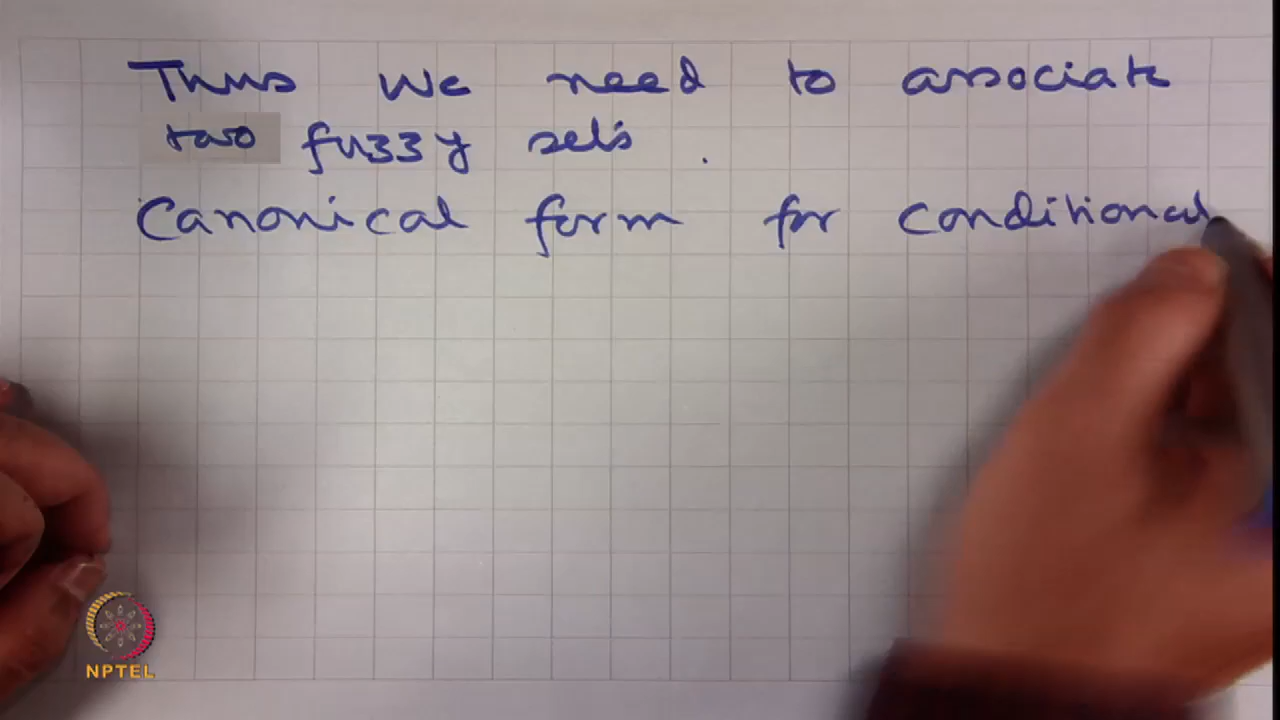 Thus we need to associate
two fuzzy sets .
Canonical form for conditional
NPTEL